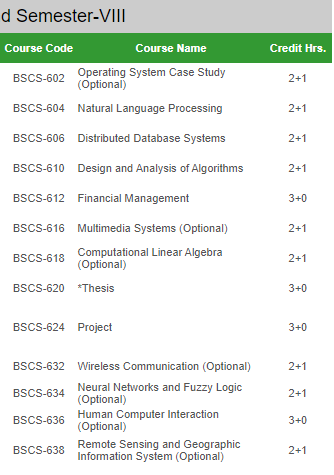 d Semester-VIII
Course Code Course Name Credit Hrs.
BSCS-602 Operating System Case Study (Optional) 2+1
BSCS-604 Natural Language Processing 2+1
BSCS-606 Distributed Database Systems 2+1
BSCS-610 Design and Analysis of Algorithms 2+1
BSCS-612 Financial Management 3+0
BSCS-616 Multimedia Systems (Optional) 2+1
BSCS-618 Computational Linear Algebra (Optional) 2+1
BSCS-620 *Thesis 3+0
BSCS-624 Project 3+0
BSCS-632 Wireless Communication (Optional) 2+1
BSCS-634 Neural Networks and Fuzzy Logic (Optional) 2+1
BSCS-636 Human Computer Interaction (Optional) 3+0
BSCS-638 Remote Sensing and Geographic Information System (Optional) 2+1